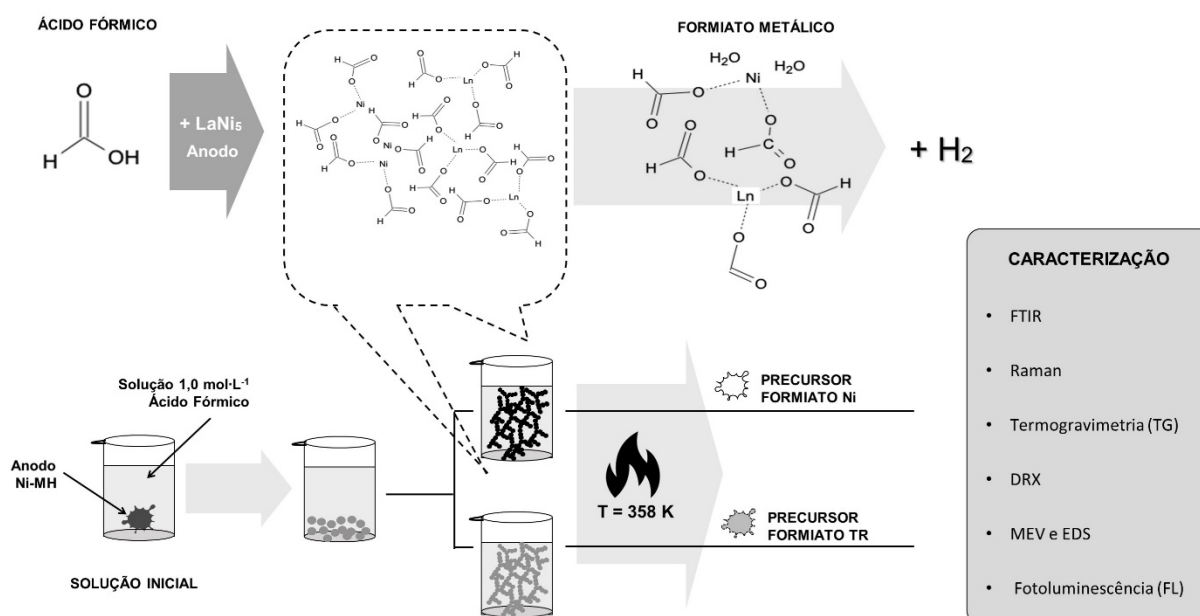 ÁCIDO FÓRMICO
O
H
OH
+ LaNi5
Anodo
FORMIATO METÁLICO
H2O
H2O
Ni
H
O
O
O
H
C
O
O
O
H
O
Ln
O
H
O
O
O
+ H2
Solução 1,0 mol·L-1
Ácido Fórmico
Anodo
Ni-MH
SOLUÇÃO INICIAL
T = 358 K
PRECURSOR
FORMIATO Ni
PRECURSOR
FORMIATO TR
CARACTERIZAÇÃO
• FTIR
• Raman
• Termogravimetria (TG)
• DRX
• MEV e EDS
• Fotoluminescência (FL)